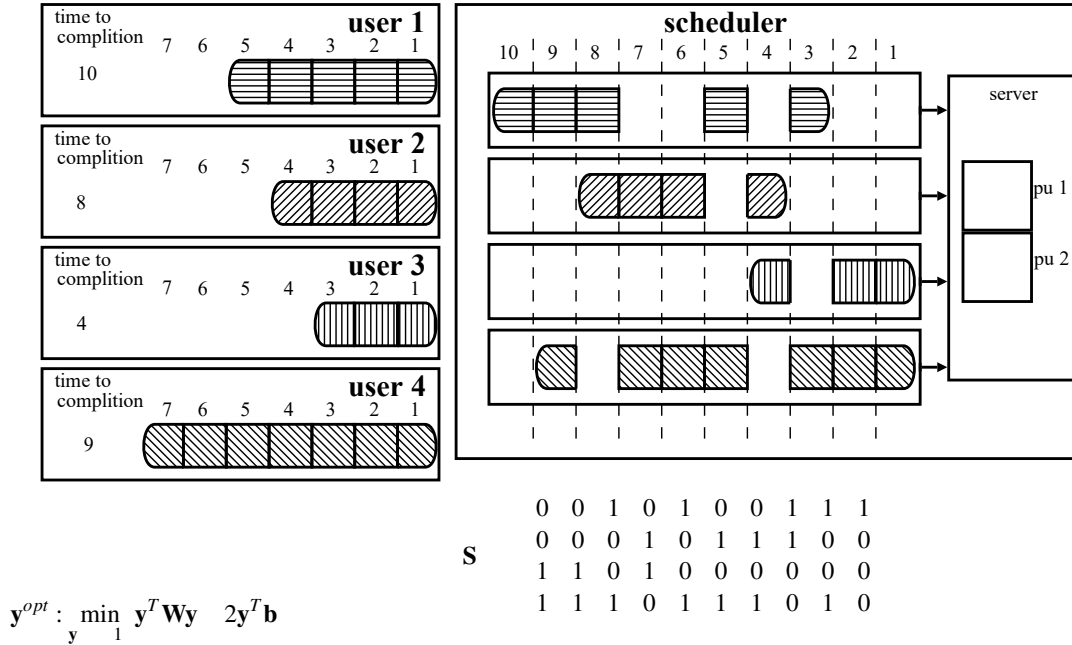 time to
complition
user 1
7 6 5 4 3 2 1
10
time to
complition
user 2
7 6 5 4 3 2 1
8
time to
complition
user 3
7 6 5 4 3 2 1
4
time to
complition
user 4
7 6 5 4 3 2 1
9
scheduler
10 9 8 7 6 5 4 3 2 1
server
pu 1
pu 2
S
0 0 1 0 1 0 0 1 1 1
0 0 0 1 0 1 1 1 0 0
1 1 0 1 0 0 0 0 0 0
1 1 1 0 1 1 1 0 1 0
y^{opt} : min_{y 1} y^T Wy 2y^T b